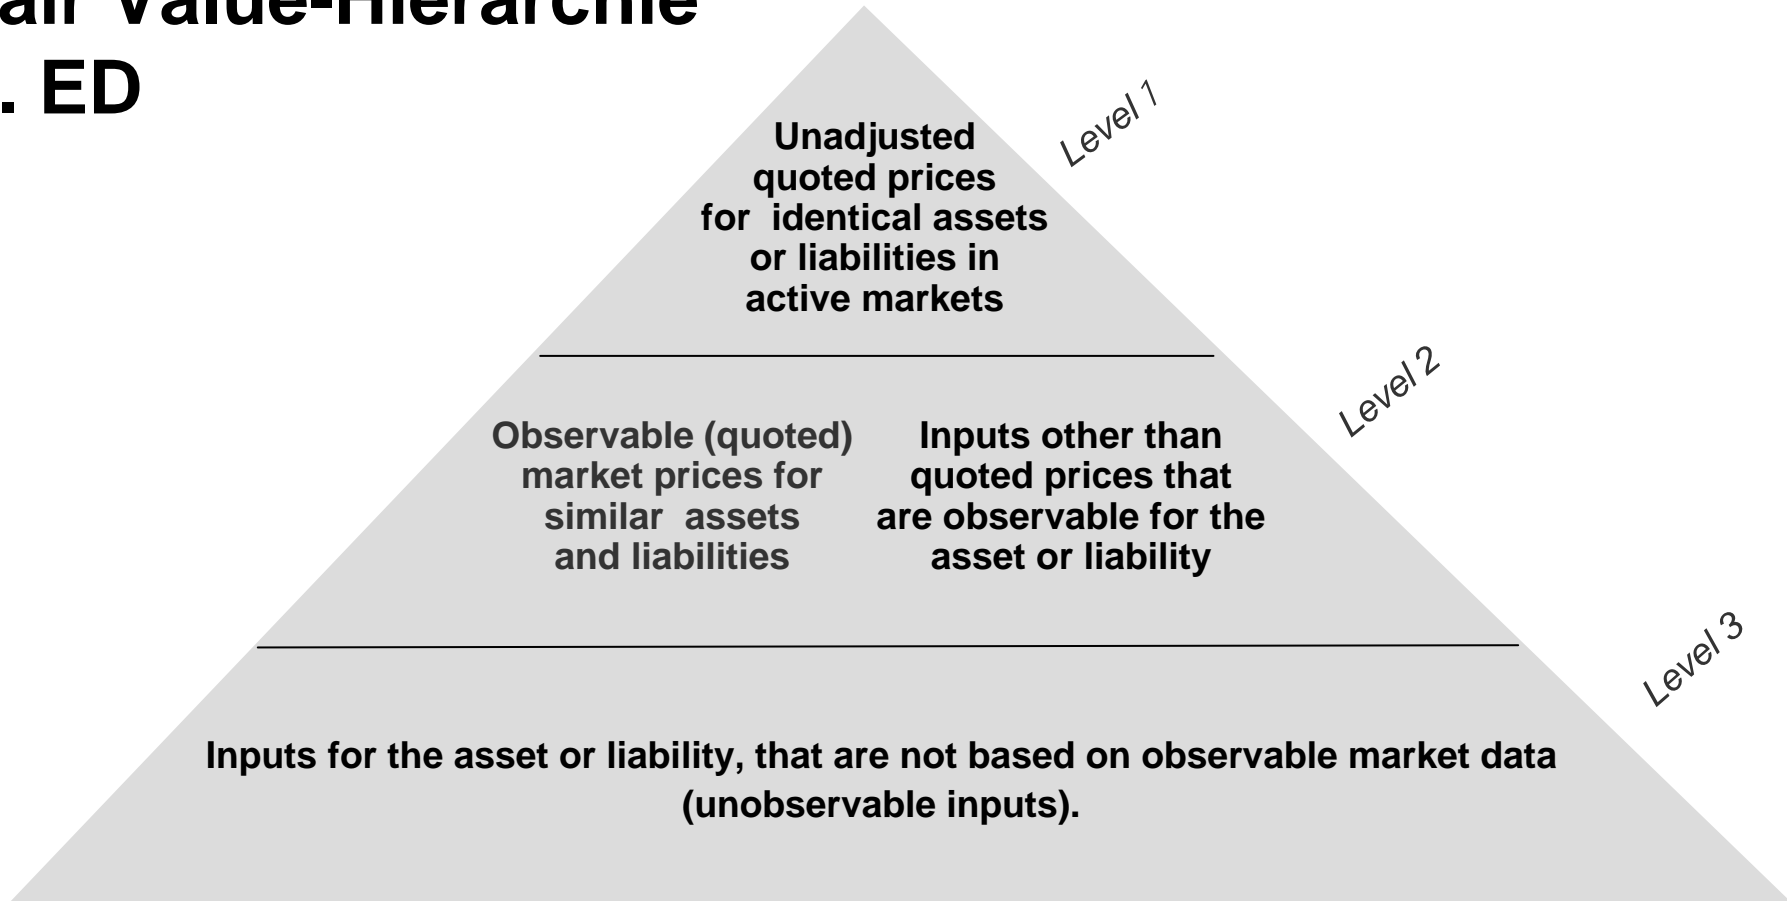 air Value-Hierarchie
. ED
Unadjusted
quoted prices
for identical assets
or liabilities in
active markets
Level 1
Observable (quoted)
market prices for
similar assets
and liabilities
Inputs other than
quoted prices that
are observable for the
asset or liability
Level 2
Inputs for the asset or liability, that are not based on observable market data
(unobservable inputs).
Level 3